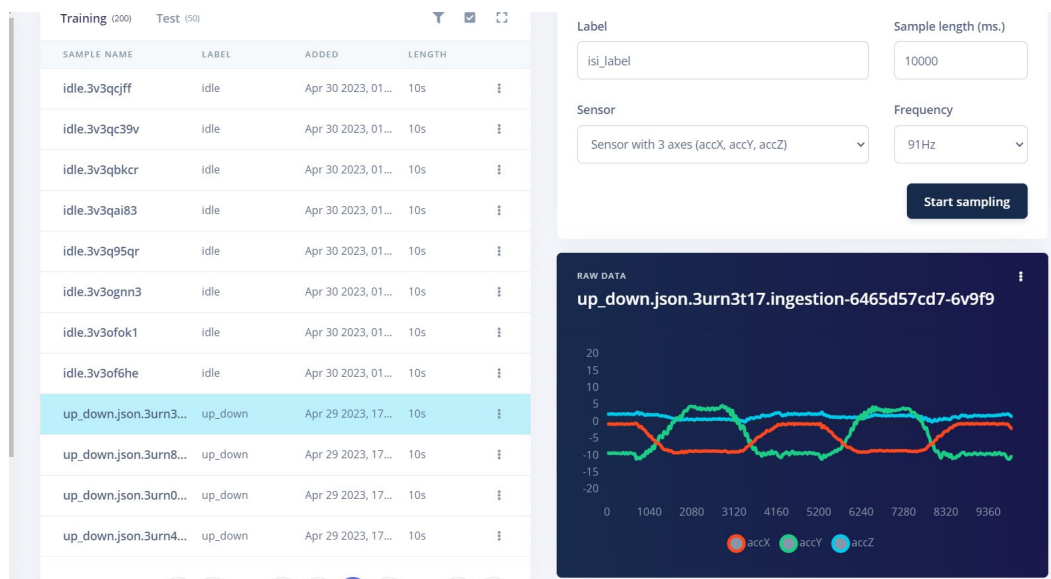 Training (200) Test (50)
SAMPLE NAME LABEL ADDED LENGTH
idle.3v3qcjff idle Apr 30 2023, 01... 10s
idle.3v3qc39v idle Apr 30 2023, 01... 10s
idle.3v3qbkcr idle Apr 30 2023, 01... 10s
idle.3v3qai83 idle Apr 30 2023, 01... 10s
idle.3v3q95qr idle Apr 30 2023, 01... 10s
idle.3v3ognn3 idle Apr 30 2023, 01... 10s
idle.3v3ofok1 idle Apr 30 2023, 01... 10s
idle.3v3of6he idle Apr 30 2023, 01... 10s
up_down.json.3urn3... up_down Apr 29 2023, 17... 10s
up_down.json.3urn8... up_down Apr 29 2023, 17... 10s
up_down.json.3urn0... up_down Apr 29 2023, 17... 10s
up_down.json.3urn4... up_down Apr 29 2023, 17... 10s
Label Sample length (ms.)
isi_label 10000
Sensor Frequency
Sensor with 3 axes (accX, accY, accZ) 91Hz
Start sampling
RAW DATA
up_down.json.3urn3t17.ingestion-6465d57cd7-6v9f9
20
15
10
5
0
-5
-10
-15
-20
0 1040 2080 3120 4160 5200 6240 7280 8320 9360
accX accY accZ